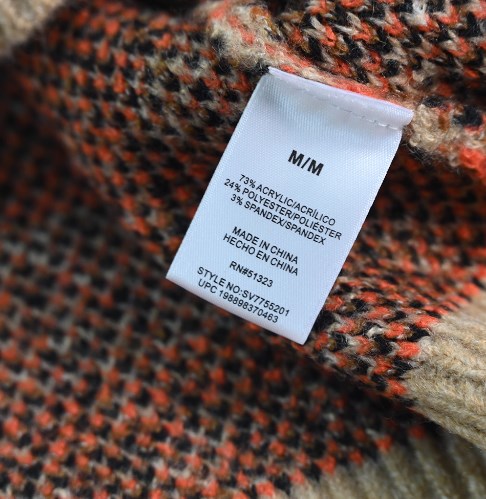 M/M
73% ACRYLIC/ACRÍLICO
24% POLYESTER/POLIÉSTER
3% SPANDEX/SPANDEX
MADE IN CHINA
HECHO EN CHINA
RN#51323
STYLE NO:SV7755201
UPC 198898370463